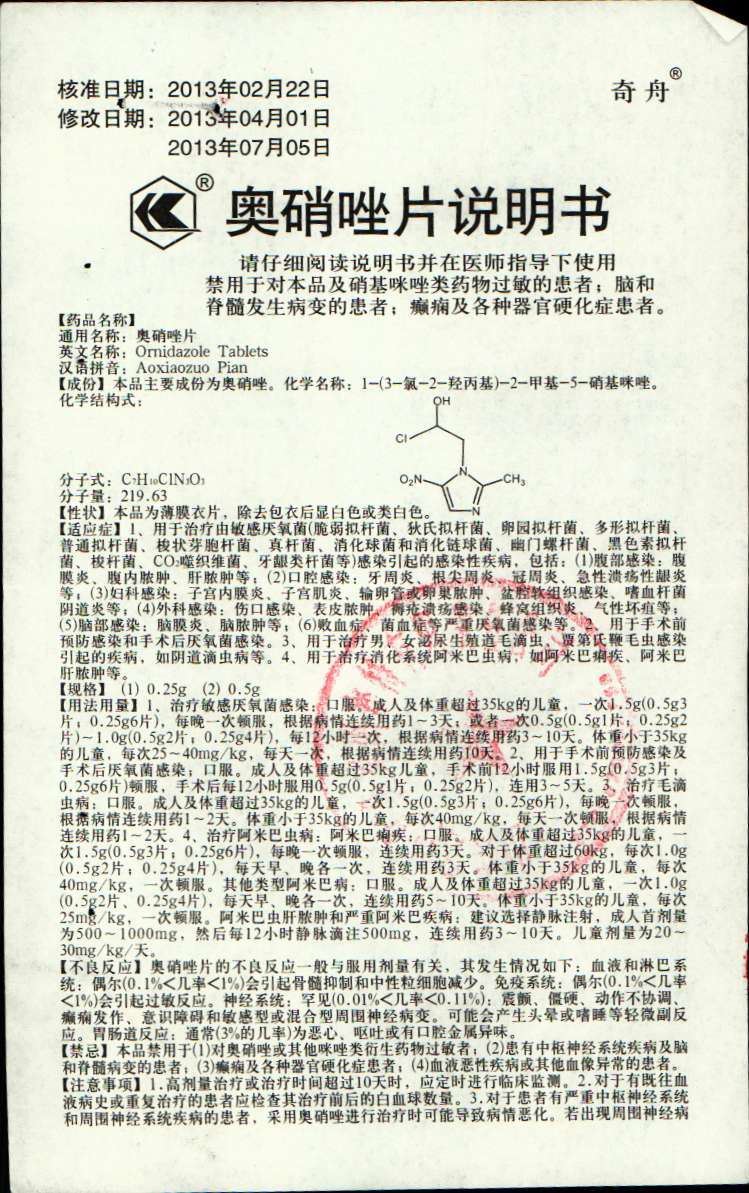 核准日期：2013年02月22日
奇舟®
修改日期：2013年04月01日
2013年07月05日
® 奥硝唑片说明书
请仔细阅读说明书并在医师指导下使用
禁用于对本品及硝基咪唑类药物过敏的患者；脑和
脊髓发生病变的患者；癫痫及各种器官硬化症患者。
【药品名称】
通用名称：奥硝唑片
英文名称：Ornidazole Tablets
汉语拼音：Aoxiaozuo Pian
【成份】本品主要成份为奥硝唑。化学名称：1-(3-氯-2-羟丙基)-2-甲基-5-硝基咪唑。
化学结构式：
OH
Cl
N
O₂N
CH₃
N
分子式：C₇H₁₀ClN₃O₃
分子量：219.63
【性状】本品为薄膜衣片，除去包衣后显白色或类白色。
【适应症】1、用于治疗由敏感厌氧菌(脆弱拟杆菌、狄氏拟杆菌、卵园拟杆菌、多形拟杆菌、
普通拟杆菌、梭状芽胞杆菌、真杆菌、消化球菌和消化链球菌、幽门螺杆菌、黑色素拟杆
菌、梭杆菌、CO₂噬织维菌、牙龈类杆菌等)感染引起的感染性疾病，包括：(1)腹部感染：腹
膜炎、腹内脓肿、肝脓肿等；(2)口腔感染：牙周炎、根尖周炎、冠周炎、急性溃疡性龈炎
等；(3)妇科感染：子宫内膜炎、子宫肌炎、输卵管或卵巢脓肿、盆腔软组织感染、嗜血杆菌
阴道炎等；(4)外科感染：伤口感染、表皮脓肿、褥疮溃疡感染、蜂窝组织炎、气性坏疽等；
(5)脑部感染：脑膜炎、脑脓肿等；(6)败血症、菌血症等严重厌氧菌感染等。2、用于手术前
预防感染和手术后厌氧菌感染。3、用于治疗男、女泌尿生殖道毛滴虫、贾第氏鞭毛虫感染
引起的疾病，如阴道滴虫病等。4、用于治疗消化系统阿米巴虫病，如阿米巴痢疾、阿米巴
肝脓肿等。
【规格】 (1) 0.25g (2) 0.5g
【用法用量】1、治疗敏感厌氧菌感染：口服。成人及体重超过35kg的儿童，一次1.5g(0.5g3
片；0.25g6片)，每晚一次顿服，根据病情连续用药1～3天；或者一次0.5g(0.5g1片；0.25g2
片)～1.0g(0.5g2片；0.25g4片)，每12小时一次，根据病情连续用药3～10天。体重小于35kg
的儿童，每次25～40mg/kg，每天一次，根据病情连续用药10天。2、用于手术前预防感染及
手术后厌氧菌感染：口服。成人及体重超过35kg儿童，手术前12小时服用1.5g(0.5g3片；
0.25g6片)顿服，手术后每12小时服用0.5g(0.5g1片；0.25g2片)，连用3～5天。3、治疗毛滴
虫病：口服。成人及体重超过35kg的儿童，一次1.5g(0.5g3片；0.25g6片)，每晚一次顿服，
根据病情连续用药1～2天。体重小于35kg的儿童，每次40mg/kg，每天一次顿服，根据病情
连续用药1～2天。4、治疗阿米巴虫病：阿米巴痢疾：口服。成人及体重超过35kg的儿童，一
次1.5g(0.5g3片；0.25g6片)，每晚一次顿服，连续用药3天。对于体重超过60kg，每次1.0g
(0.5g2片；0.25g4片)，每天早、晚各一次，连续用药3天。体重小于35kg的儿童，每次
40mg/kg，一次顿服。其他类型阿米巴病：口服。成人及体重超过35kg的儿童，一次1.0g
(0.5g2片、0.25g4片)，每天早、晚各一次，连续用药5～10天。体重小于35kg的儿童，每次
25mg/kg，一次顿服。阿米巴虫肝脓肿和严重阿米巴疾病：建议选择静脉注射，成人首剂量
为500～1000mg，然后每12小时静脉滴注500mg，连续用药3～10天。儿童剂量为20～
30mg/kg/天。
【不良反应】奥硝唑片的不良反应一般与服用剂量有关，其发生情况如下：血液和淋巴系
统：偶尔(0.1%<几率<1%)会引起骨髓抑制和中性粒细胞减少。免疫系统：偶尔(0.1%<几率
<1%)会引起过敏反应。神经系统：罕见(0.01%<几率<0.11%)：震颤、僵硬、动作不协调、
癫痫发作、意识障碍和敏感型或混合型周围神经病变。可能会产生头晕或嗜睡等轻微副反
应。胃肠道反应：通常(3%的几率)为恶心、呕吐或有口腔金属异味。
【禁忌】本品禁用于(1)对奥硝唑或其他咪唑类衍生药物过敏者；(2)患有中枢神经系统疾病及脑
和脊髓病变的患者；(3)癫痫及各种器官硬化症患者；(4)血液恶性疾病或其他血像异常的患者。
【注意事项】1.高剂量治疗或治疗时间超过10天时，应定时进行临床监测。2.对于有既往血
液病史或重复治疗的患者应检查其治疗前后的白血球数量。3.对于患者有严重中枢神经系统
和周围神经系统疾病的患者，采用奥硝唑进行治疗时可能导致病情恶化。若出现周围神经病